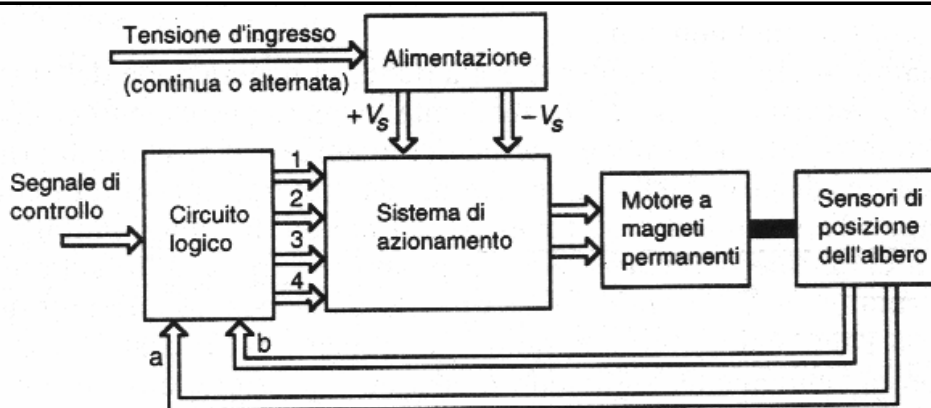 Tensione d'ingresso
(continua o alternata)
Alimentazione
+Vs
−Vs
Segnale di
controllo
Circuito
logico
1
2
3
4
Sistema di
azionamento
Motore a
magneti
permanenti
Sensori di
posizione
dell'albero
a
b